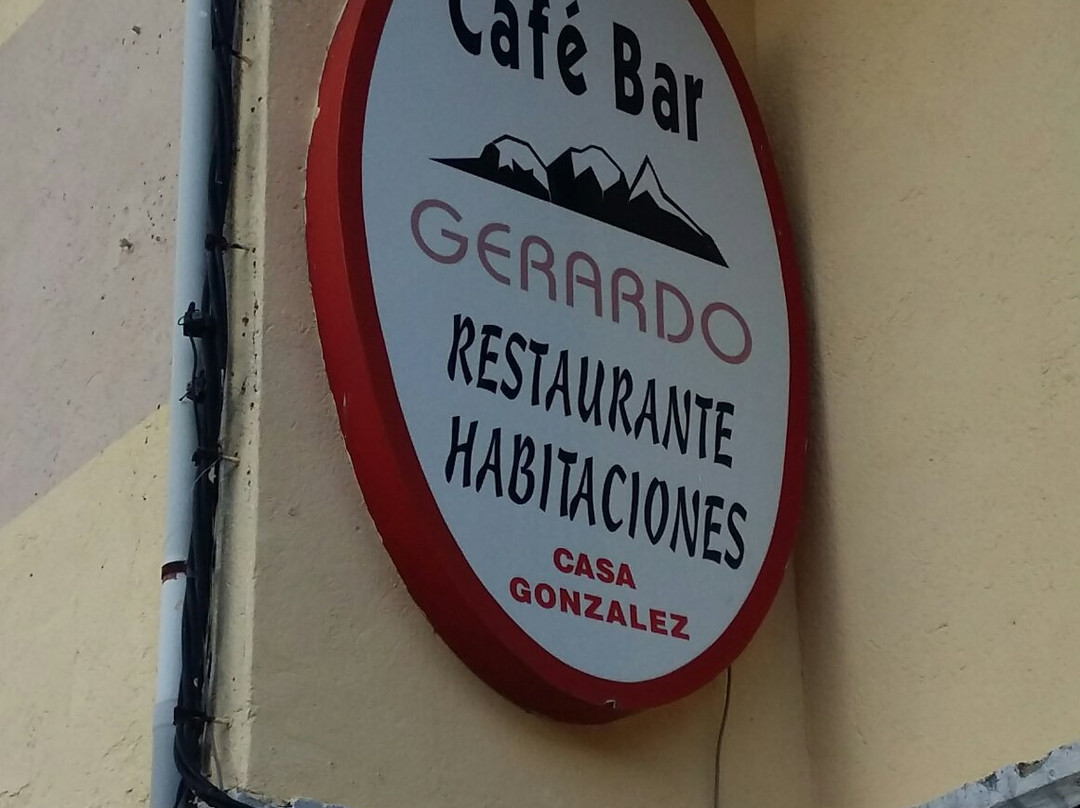 Café Bar
GERARDO
RESTAURANTE
HABITACIONES
CASA
GONZALEZ